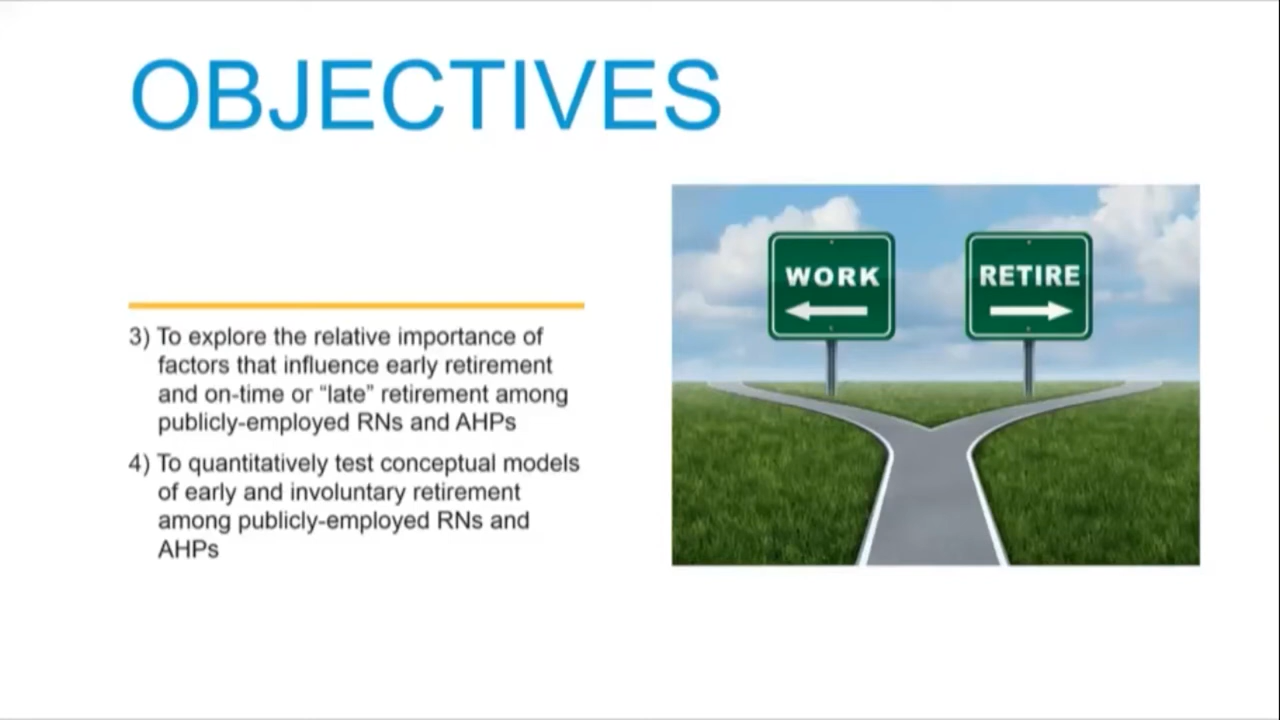 OBJECTIVES
3) To explore the relative importance of
factors that influence early retirement
and on-time or “late” retirement among
publicly-employed RNs and AHPs
4) To quantitatively test conceptual models
of early and involuntary retirement
among publicly-employed RNs and
AHPs
WORK
RETIRE